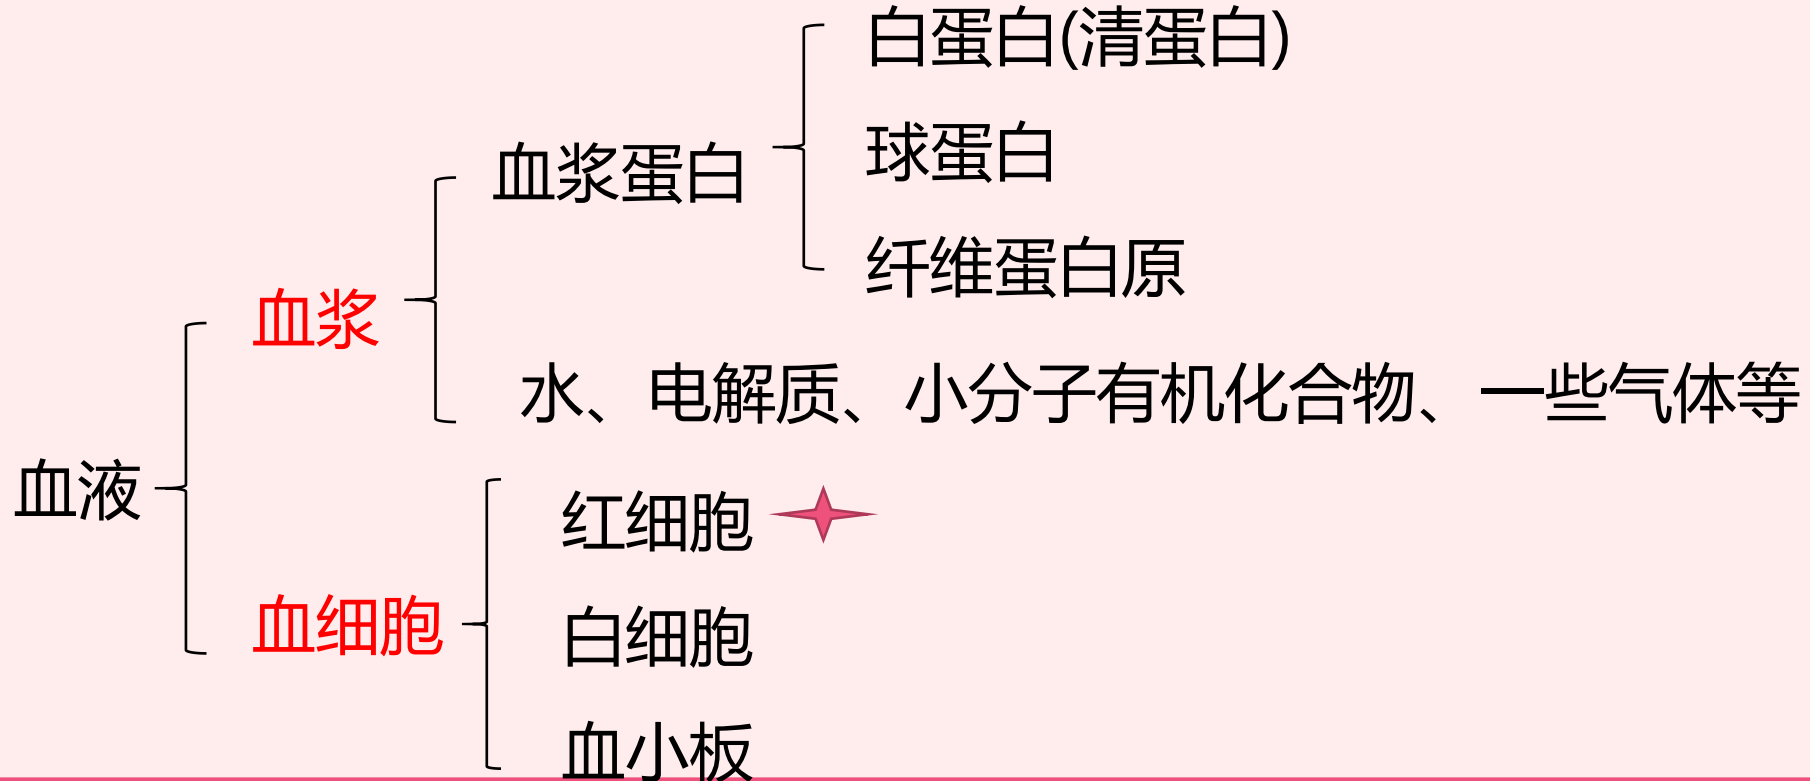 白蛋白(清蛋白)
球蛋白
血浆蛋白
纤维蛋白原
血浆
水、电解质、小分子有机化合物、一些气体等
血液
红细胞
血细胞
白细胞
血小板